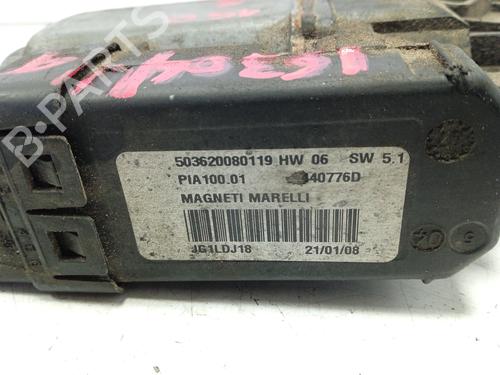 503620080119 HW 06 SW 5.1
PIA100.01 40776D
MAGNETI MARELLI
JG1LDJ18 21/01/08
B-PARTS